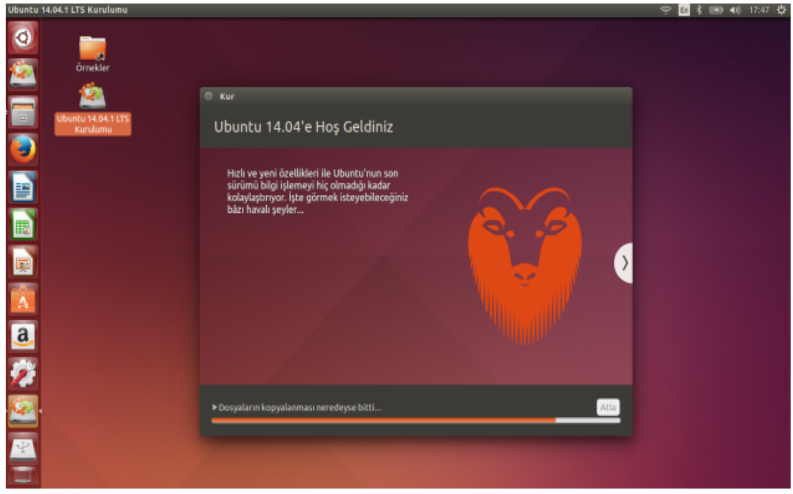 Ubuntu 14.04.1 LTS Kurulumu
17:47
Örnekler
Ubuntu 14.04.1 LTS
Kurulumu
Kur
Ubuntu 14.04'e Hoş Geldiniz
Hızlı ve yeni özellikleri ile Ubuntu'nun son
sürümü bilgi işlemeyi hiç olmadığı kadar
kolaylaştırıyor. İşte görmek isteyebileceğiniz
bâzı havalı şeyler...
Dosyaların kopyalanması neredeyse bitti...
Atla